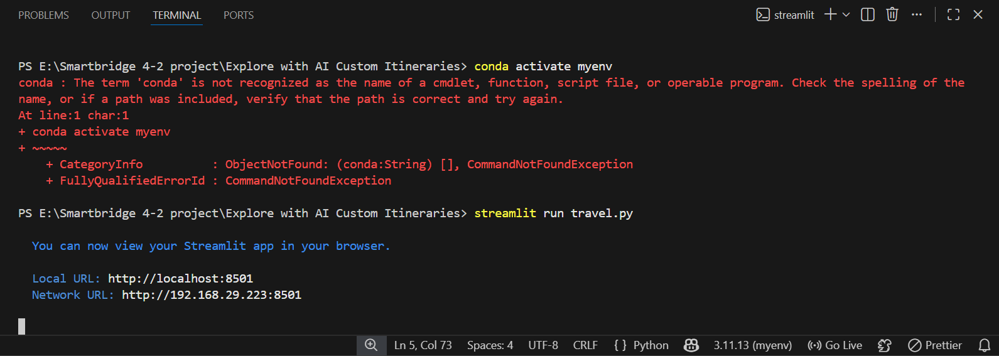 PROBLEMS OUTPUT TERMINAL PORTS streamlit
PS E:\Smartbridge 4-2 project\Explore with AI Custom Itineraries> conda activate myenv
conda : The term 'conda' is not recognized as the name of a cmdlet, function, script file, or operable program. Check the spelling of the
name, or if a path was included, verify that the path is correct and try again.
At line:1 char:1
+ conda activate myenv
+ ~~~~~
+ CategoryInfo : ObjectNotFound: (conda:String) [], CommandNotFoundException
+ FullyQualifiedErrorId : CommandNotFoundException
PS E:\Smartbridge 4-2 project\Explore with AI Custom Itineraries> streamlit run travel.py
You can now view your Streamlit app in your browser.
Local URL: http://localhost:8501
Network URL: http://192.168.29.223:8501
Ln 5, Col 73 Spaces: 4 UTF-8 CRLF { } Python 3.11.13 (myenv) Go Live Prettier